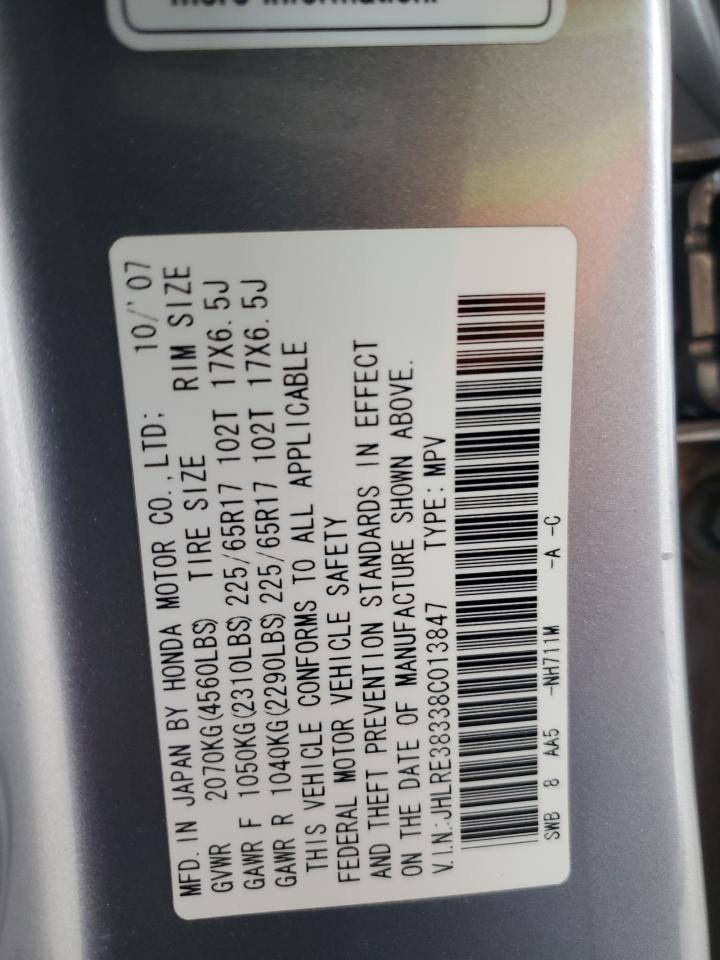 more information.
MFD. IN JAPAN BY HONDA MOTOR CO., LTD; 10/'07
GVWR 2070KG(4560LBS) TIRE SIZE RIM SIZE
GAWR F 1050KG(2310LBS) 225/65R17 102T 17X6.5J
GAWR R 1040KG(2290LBS) 225/65R17 102T 17X6.5J
THIS VEHICLE CONFORMS TO ALL APPLICABLE
FEDERAL MOTOR VEHICLE SAFETY
AND THEFT PREVENTION STANDARDS IN EFFECT
ON THE DATE OF MANUFACTURE SHOWN ABOVE.
V.I.N.:JHLRE38338C013847 TYPE: MPV
SWB 8 AA5 -NH711M -A -C